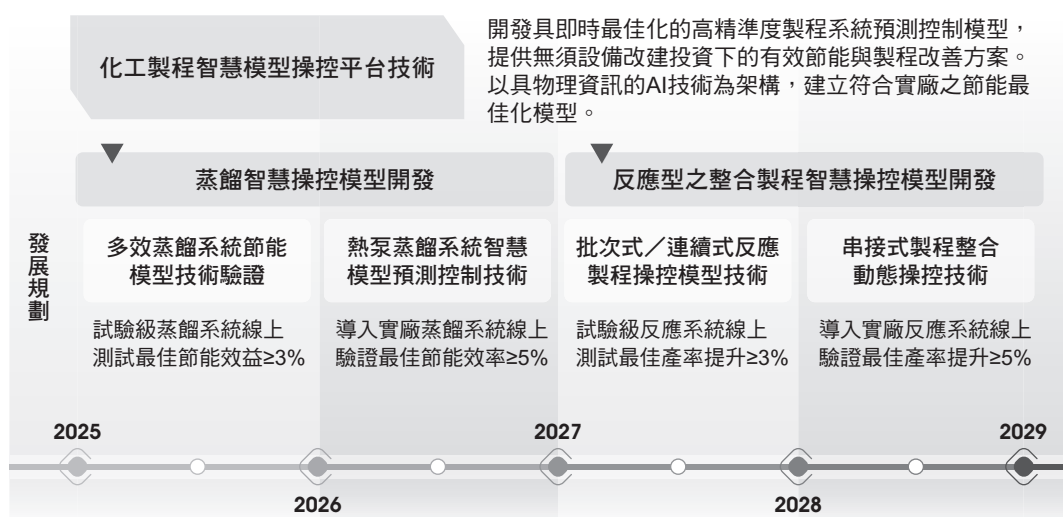 化工製程智慧模型操控平台技術
開發具即時最佳化的高精準度製程系統預測控制模型，
提供無須設備改建投資下的有效節能與製程改善方案。
以具物理資訊的AI技術為架構，建立符合實廠之節能最
佳化模型。
蒸餾智慧操控模型開發
反應型之整合製程智慧操控模型開發
發展規劃
多效蒸餾系統節能
模型技術驗證
熱泵蒸餾系統智慧
模型預測控制技術
批次式／連續式反應
製程操控模型技術
串接式製程整合
動態操控技術
試驗級蒸餾系統線上
測試最佳節能效益≥3%
導入實廠蒸餾系統線上
驗證最佳節能效率≥5%
試驗級反應系統線上
測試最佳產率提升≥3%
導入實廠反應系統線上
驗證最佳產率提升≥5%
2025
2026
2027
2028
2029